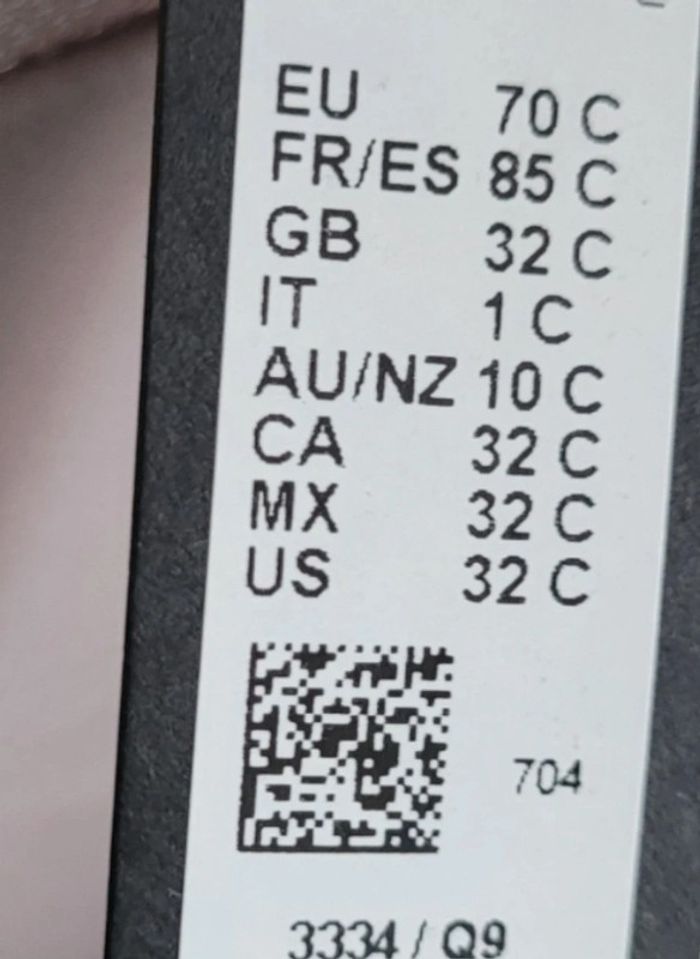 EU 70 C
FR/ES 85 C
GB 32 C
IT 1 C
AU/NZ 10 C
CA 32 C
MX 32 C
US 32 C
704
3334 / Q9